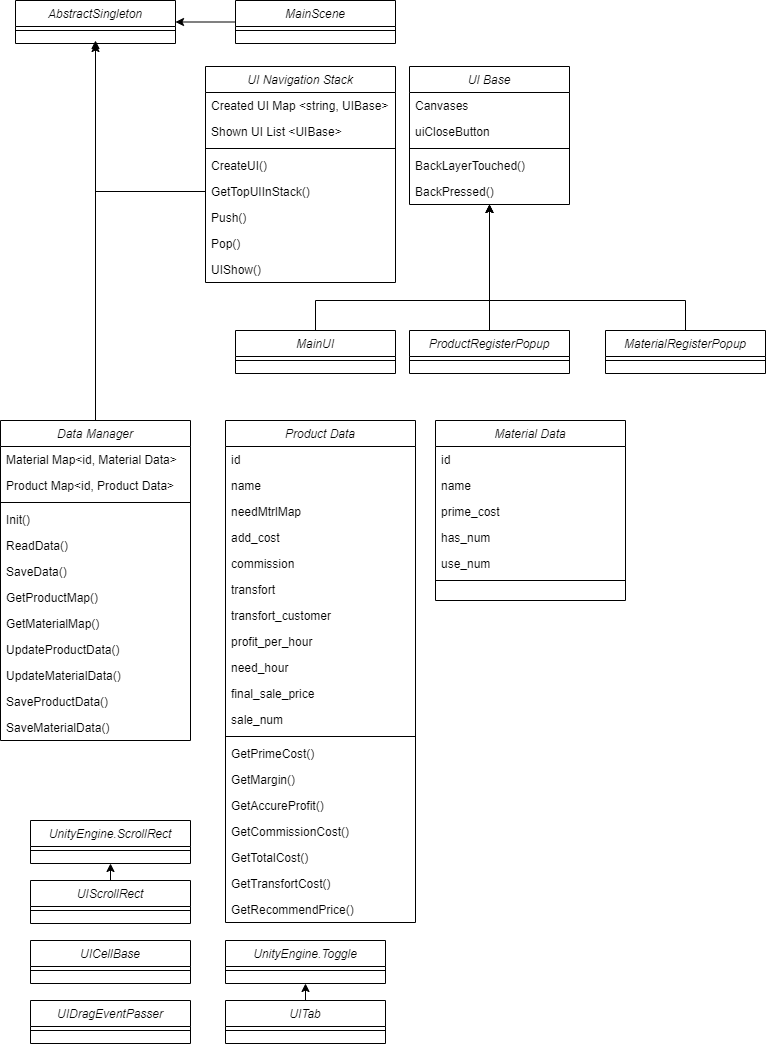 AbstractSingleton
MainScene
UI Navigation Stack
Created UI Map <string, UIBase>
Shown UI List <UIBase>
CreateUI()
GetTopUIInStack()
Push()
Pop()
UIShow()
UI Base
Canvases
uiCloseButton
BackLayerTouched()
BackPressed()
MainUI
ProductRegisterPopup
MaterialRegisterPopup
Data Manager
Material Map<id, Material Data>
Product Map<id, Product Data>
Init()
ReadData()
SaveData()
GetProductMap()
GetMaterialMap()
UpdateProductData()
UpdateMaterialData()
SaveProductData()
SaveMaterialData()
Product Data
id
name
needMtrlMap
add_cost
commission
transfort
transfort_customer
profit_per_hour
need_hour
final_sale_price
sale_num
GetPrimeCost()
GetMargin()
GetAccureProfit()
GetCommissionCost()
GetTotalCost()
GetTransfortCost()
GetRecommendPrice()
Material Data
id
name
prime_cost
has_num
use_num
UnityEngine.ScrollRect
UIScrollRect
UICellBase
UIDragEventPasser
UnityEngine.Toggle
UITab